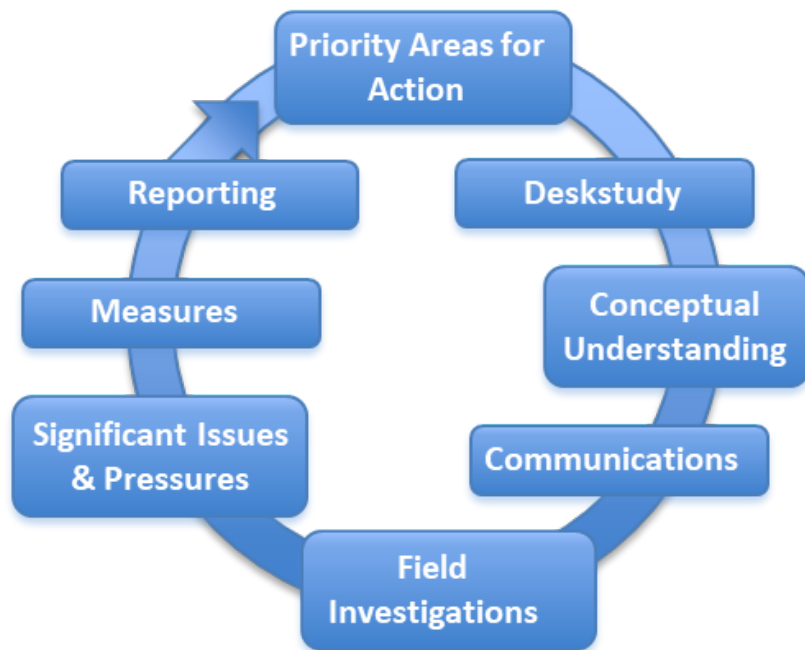 Priority Areas for
Action
Deskstudy
Conceptual
Understanding
Communications
Field
Investigations
Significant Issues
& Pressures
Measures
Reporting